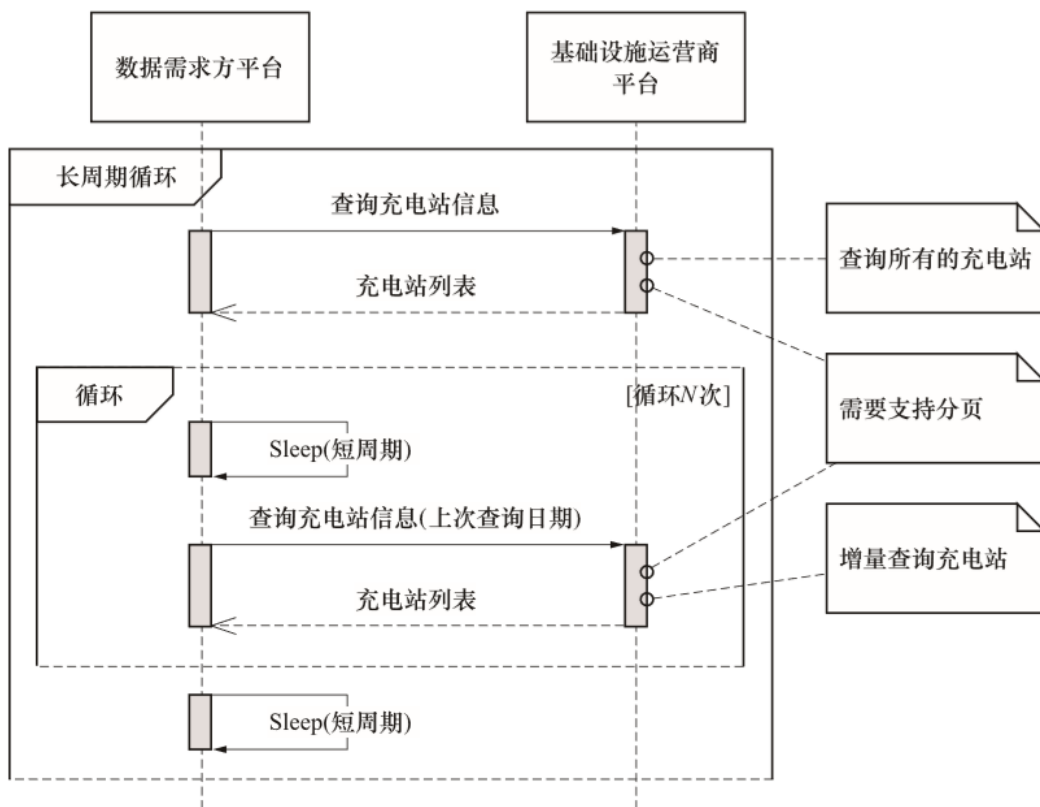 数据需求方平台
基础设施运营商
平台
长周期循环
查询充电站信息
查询所有的充电站
充电站列表
需要支持分页
循环
[循环N次]
Sleep(短周期)
查询充电站信息(上次查询日期)
增量查询充电站
充电站列表
Sleep(短周期)